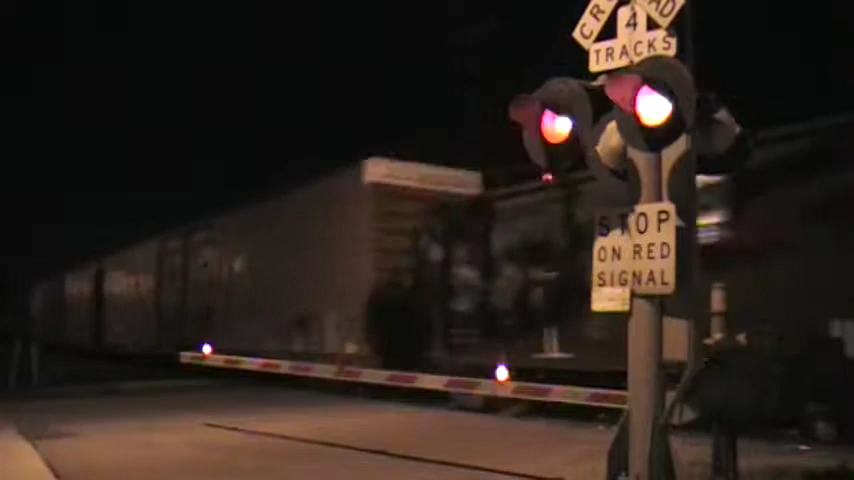 4
TRACKS
STOP
ON RED
SIGNAL